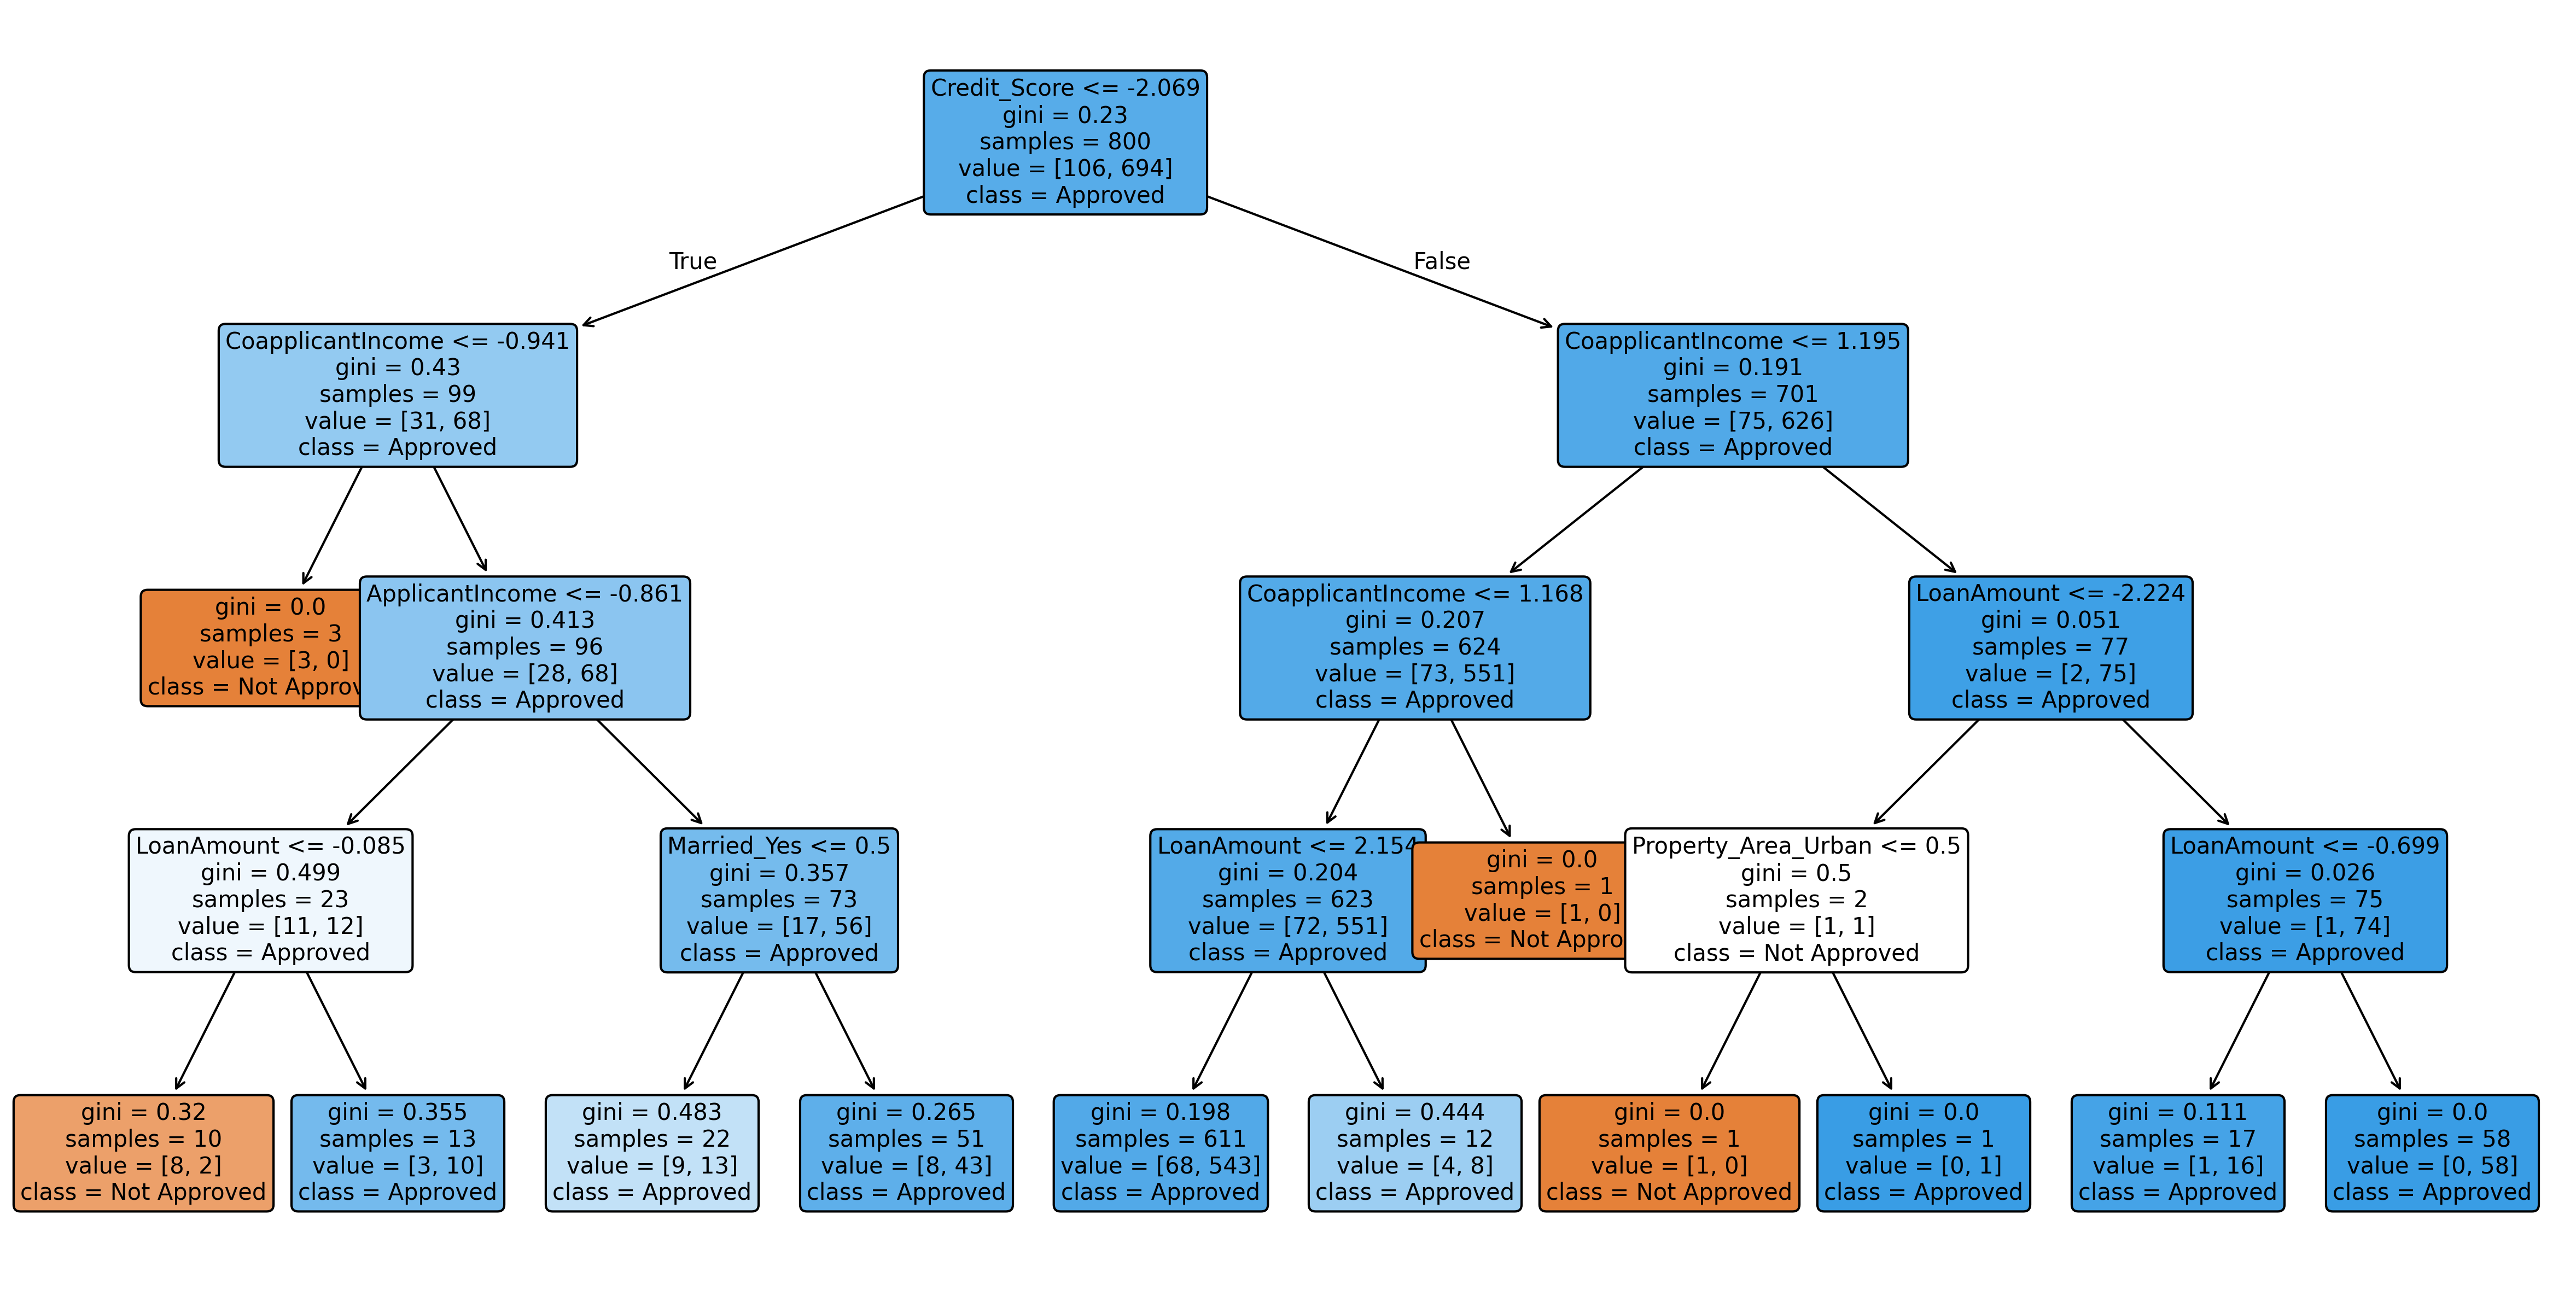 Credit_Score <= -2.069
gini = 0.23
samples = 800
value = [106, 694]
class = Approved
True
False
CoapplicantIncome <= -0.941
gini = 0.43
samples = 99
value = [31, 68]
class = Approved
CoapplicantIncome <= 1.195
gini = 0.191
samples = 701
value = [75, 626]
class = Approved
gini = 0.0
samples = 3
value = [3, 0]
class = Not Approv
ApplicantIncome <= -0.861
gini = 0.413
samples = 96
value = [28, 68]
class = Approved
CoapplicantIncome <= 1.168
gini = 0.207
samples = 624
value = [73, 551]
class = Approved
LoanAmount <= -2.224
gini = 0.051
samples = 77
value = [2, 75]
class = Approved
LoanAmount <= -0.085
gini = 0.499
samples = 23
value = [11, 12]
class = Approved
Married_Yes <= 0.5
gini = 0.357
samples = 73
value = [17, 56]
class = Approved
LoanAmount <= 2.154
gini = 0.204
samples = 623
value = [72, 551]
class = Approved
gini = 0.0
samples = 1
value = [1, 0]
class = Not Appro
Property_Area_Urban <= 0.5
gini = 0.5
samples = 2
value = [1, 1]
class = Not Approved
LoanAmount <= -0.699
gini = 0.026
samples = 75
value = [1, 74]
class = Approved
gini = 0.32
samples = 10
value = [8, 2]
class = Not Approved
gini = 0.355
samples = 13
value = [3, 10]
class = Approved
gini = 0.483
samples = 22
value = [9, 13]
class = Approved
gini = 0.265
samples = 51
value = [8, 43]
class = Approved
gini = 0.198
samples = 611
value = [68, 543]
class = Approved
gini = 0.444
samples = 12
value = [4, 8]
class = Approved
gini = 0.0
samples = 1
value = [1, 0]
class = Not Approved
gini = 0.0
samples = 1
value = [0, 1]
class = Approved
gini = 0.111
samples = 17
value = [1, 16]
class = Approved
gini = 0.0
samples = 58
value = [0, 58]
class = Approved